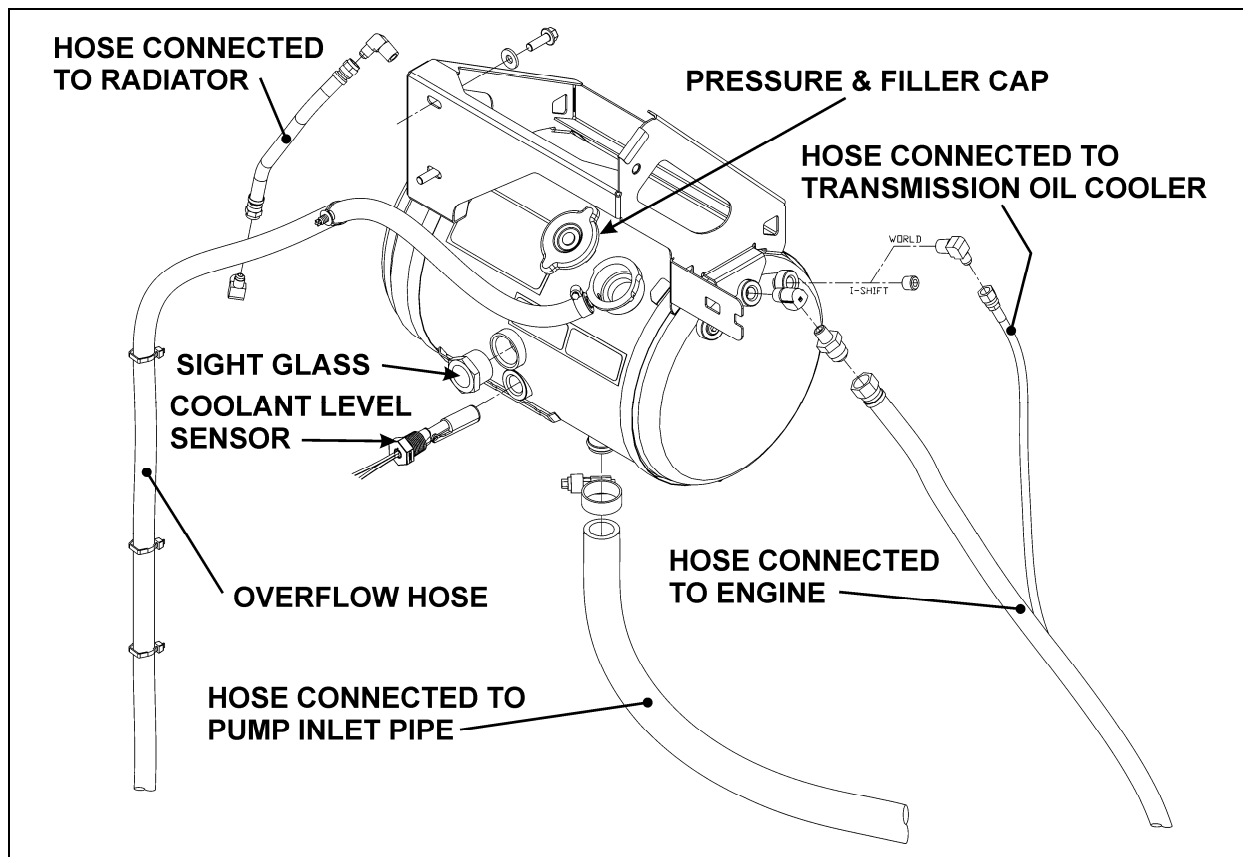 HOSE CONNECTED
TO RADIATOR
PRESSURE & FILLER CAP
HOSE CONNECTED TO
TRANSMISSION OIL COOLER
WORLD
I-SHIFT
SIGHT GLASS
COOLANT LEVEL
SENSOR
OVERFLOW HOSE
HOSE CONNECTED
TO ENGINE
HOSE CONNECTED TO
PUMP INLET PIPE